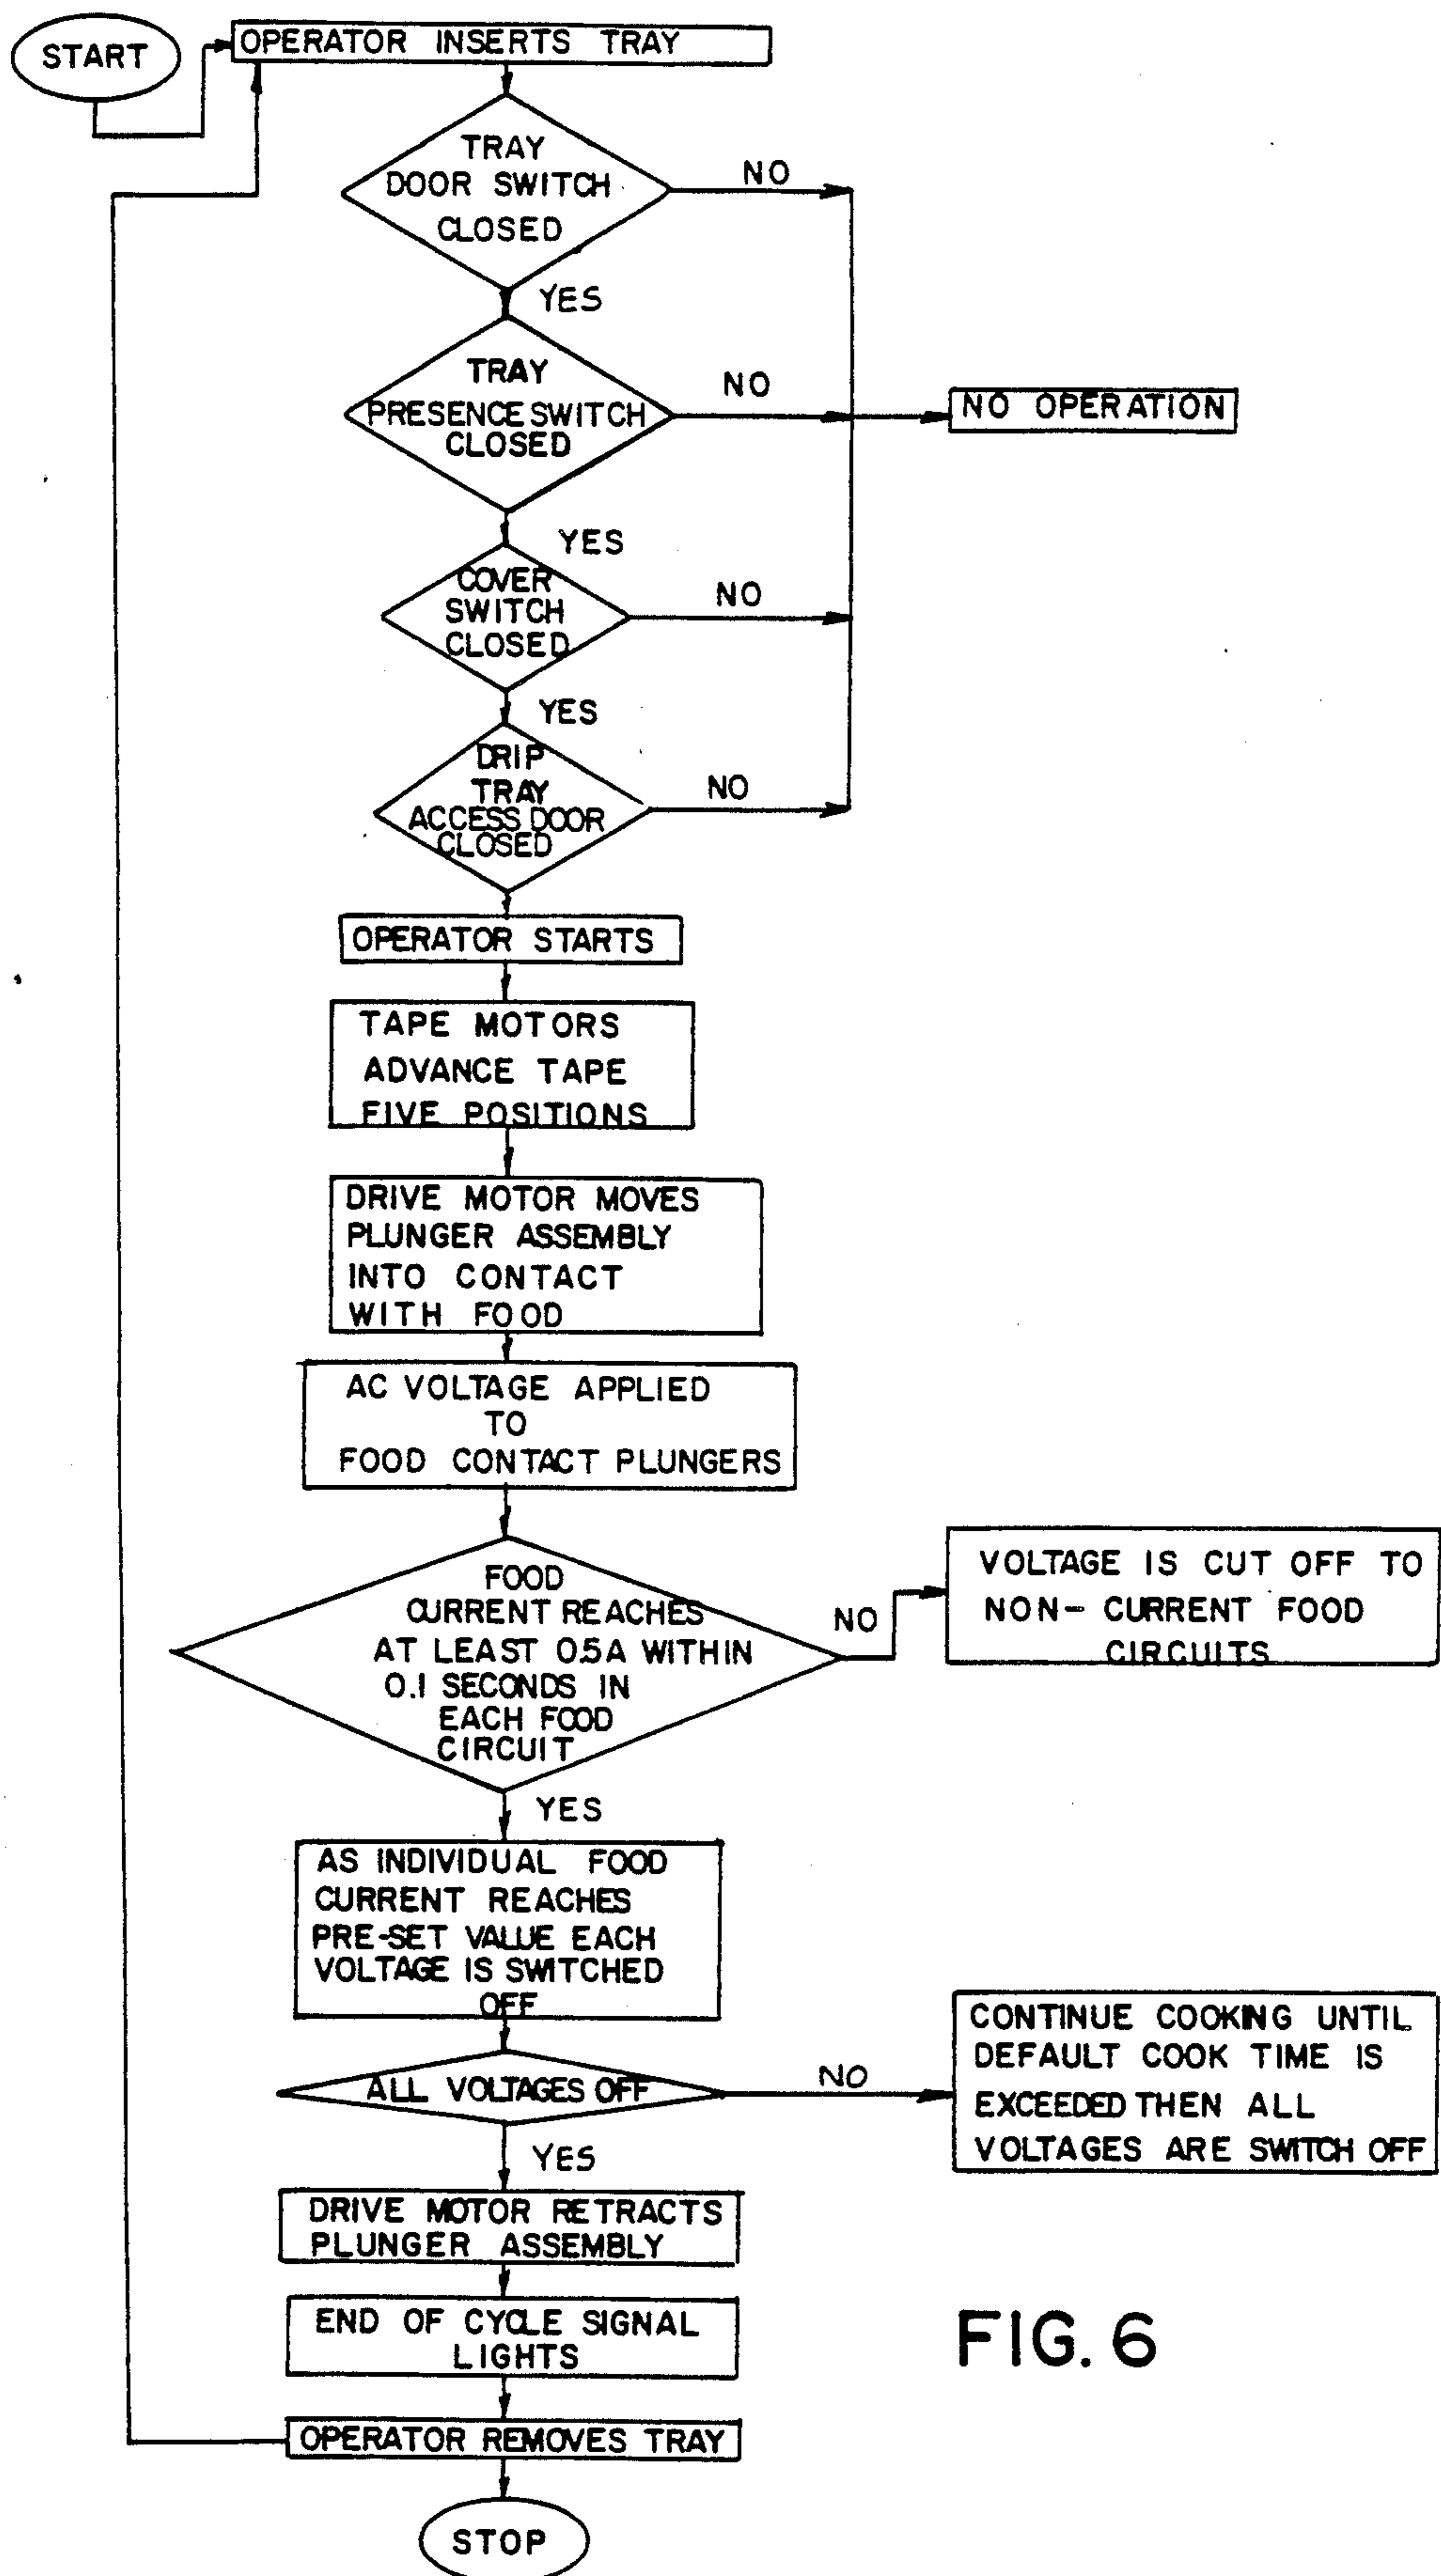 START
OPERATOR INSERTS TRAY
TRAY
DOOR SWITCH
CLOSED
NO
YES
TRAY
PRESENCE SWITCH
CLOSED
NO
NO OPERATION
YES
COVER
SWITCH
CLOSED
NO
YES
DRIP
TRAY
ACCESS DOOR
CLOSED
NO
OPERATOR STARTS
TAPE MOTORS
ADVANCE TAPE
FIVE POSITIONS
DRIVE MOTOR MOVES
PLUNGER ASSEMBLY
INTO CONTACT
WITH FOOD
AC VOLTAGE APPLIED
TO
FOOD CONTACT PLUNGERS
FOOD
CURRENT REACHES
AT LEAST 0.5A WITHIN
0.1 SECONDS IN
EACH FOOD
CIRCUIT
NO
VOLTAGE IS CUT OFF TO
NON-CURRENT FOOD
CIRCUITS
YES
AS INDIVIDUAL FOOD
CURRENT REACHES
PRE-SET VALUE EACH
VOLTAGE IS SWITCHED
OFF
ALL VOLTAGES OFF
NO
CONTINUE COOKING UNTIL
DEFAULT COOK TIME IS
EXCEEDED THEN ALL
VOLTAGES ARE SWITCH OFF
YES
DRIVE MOTOR RETRACTS
PLUNGER ASSEMBLY
END OF CYCLE SIGNAL
LIGHTS
OPERATOR REMOVES TRAY
STOP
FIG. 6